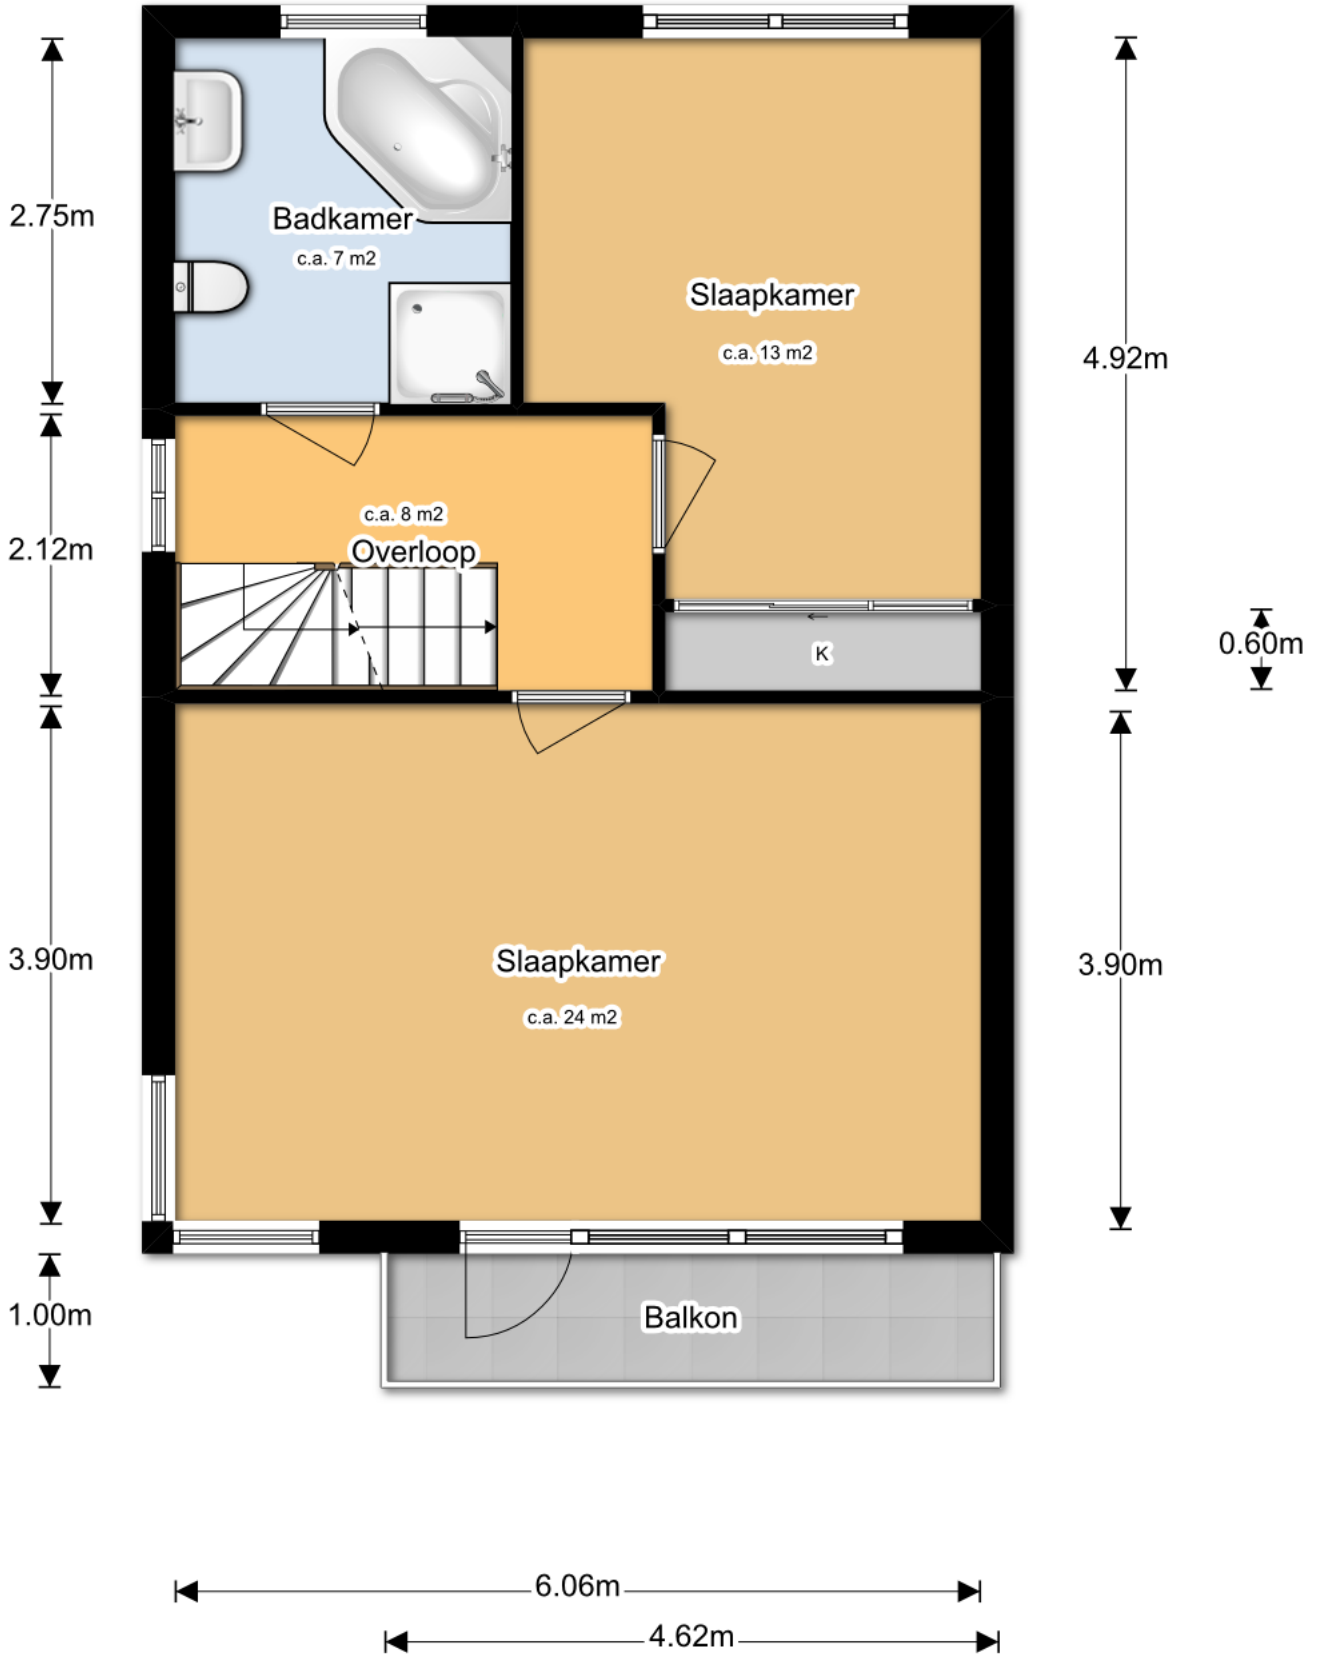 2.75m
Badkamer
c.a. 7 m2
Slaapkamer
c.a. 13 m2
4.92m
2.12m
c.a. 8 m2
Overloop
K
0.60m
3.90m
Slaapkamer
c.a. 24 m2
3.90m
1.00m
Balkon
6.06m
4.62m